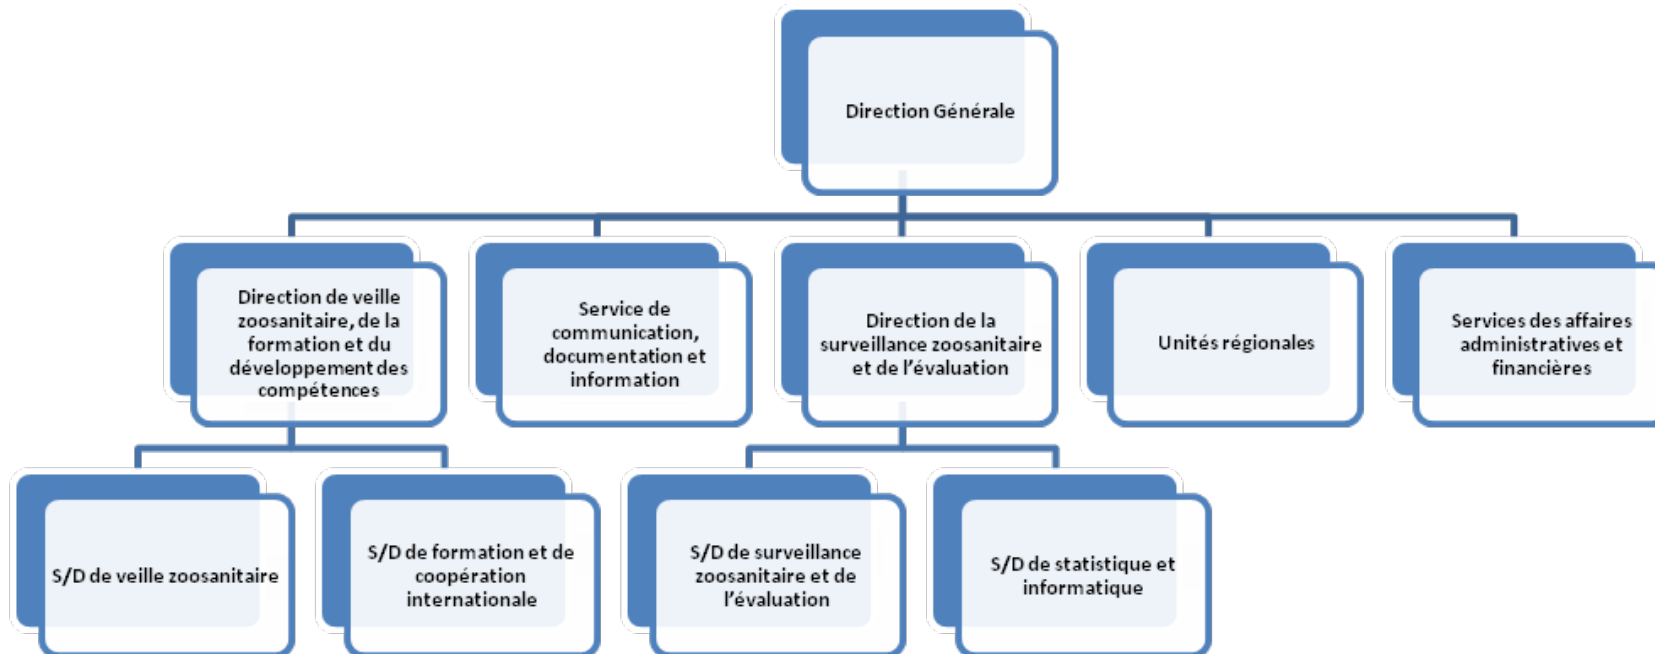 Direction Générale
Direction de veille
zoosanitaire, de la
formation et du
développement des
compétences
Service de
communication,
documentation et
information
Direction de la
surveillance zoosanitaire
et de l'évaluation
Unités régionales
Services des affaires
administratives et
financières
S/D de veille zoosanitaire
S/D de formation et de
coopération
internationale
S/D de surveillance
zoosanitaire et de
l'évaluation
S/D de statistique et
informatique